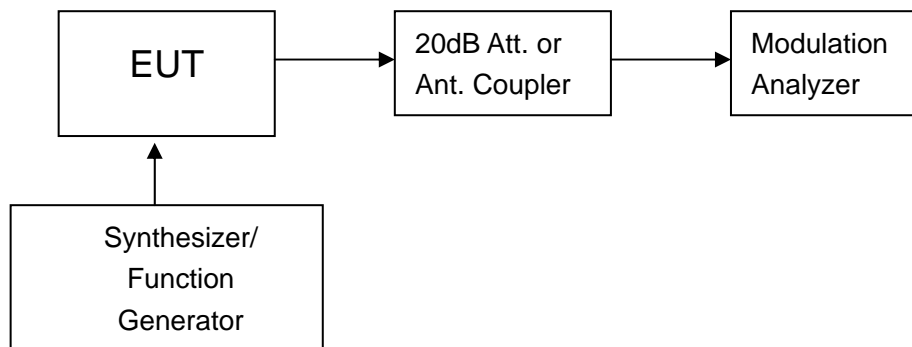 EUT
20dB Att. or
Ant. Coupler
Modulation
Analyzer
Synthesizer/
Function
Generator